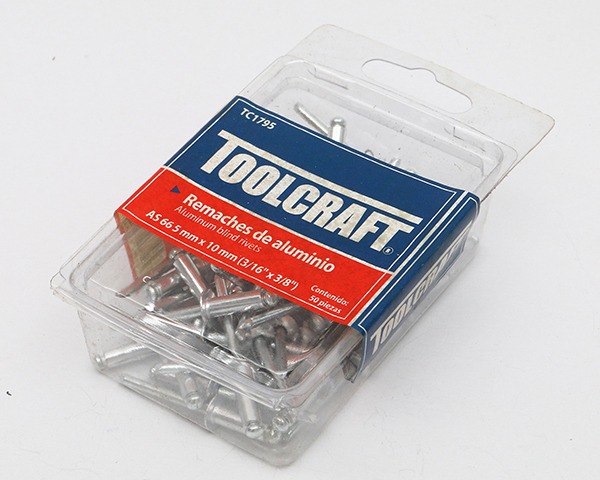 TC1795
TOOLCRAFT®
Remaches de aluminio
Aluminum blind rivets
AS 66 5 mm x 10 mm (3/16" x 3/8")
Contenido:
50 piezas
TOOLCRAFT